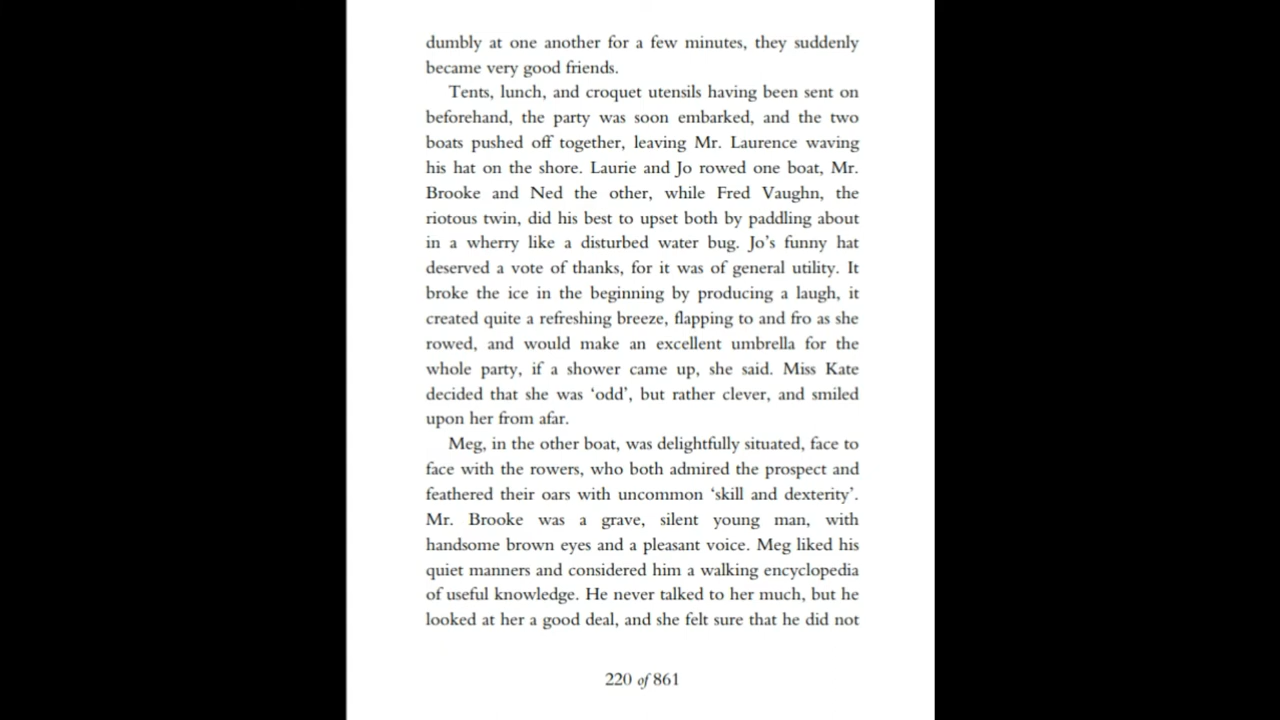 dumbly at one another for a few minutes, they suddenly
became very good friends.
Tents, lunch, and croquet utensils having been sent on
beforehand, the party was soon embarked, and the two
boats pushed off together, leaving Mr. Laurence waving
his hat on the shore. Laurie and Jo rowed one boat, Mr.
Brooke and Ned the other, while Fred Vaughn, the
riotous twin, did his best to upset both by paddling about
in a wherry like a disturbed water bug. Jo’s funny hat
deserved a vote of thanks, for it was of general utility. It
broke the ice in the beginning by producing a laugh, it
created quite a refreshing breeze, flapping to and fro as she
rowed, and would make an excellent umbrella for the
whole party, if a shower came up, she said. Miss Kate
decided that she was ‘odd’, but rather clever, and smiled
upon her from afar.
Meg, in the other boat, was delightfully situated, face to
face with the rowers, who both admired the prospect and
feathered their oars with uncommon ‘skill and dexterity’.
Mr. Brooke was a grave, silent young man, with
handsome brown eyes and a pleasant voice. Meg liked his
quiet manners and considered him a walking encyclopedia
of useful knowledge. He never talked to her much, but he
looked at her a good deal, and she felt sure that he did not
220 of 861